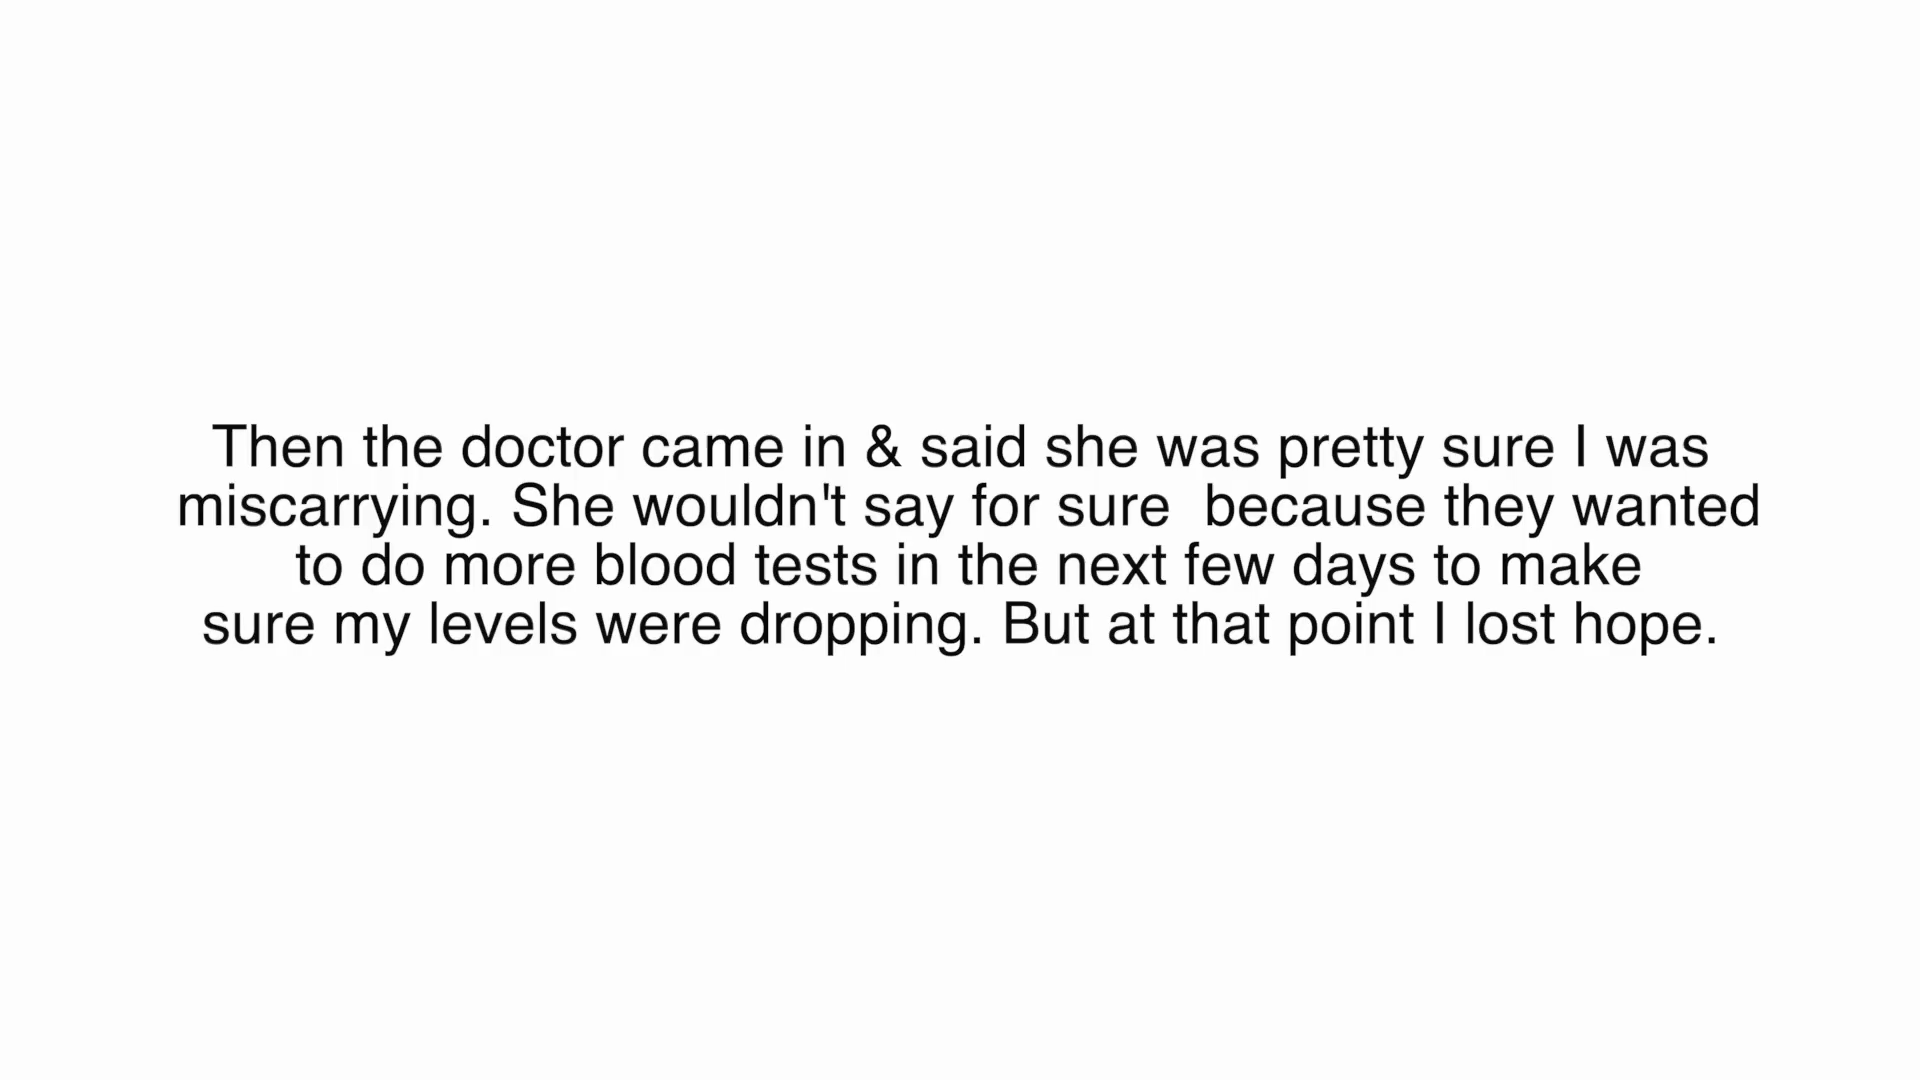 Then the doctor came in & said she was pretty sure I was
miscarrying. She wouldn't say for sure  because they wanted
to do more blood tests in the next few days to make
sure my levels were dropping. But at that point I lost hope.